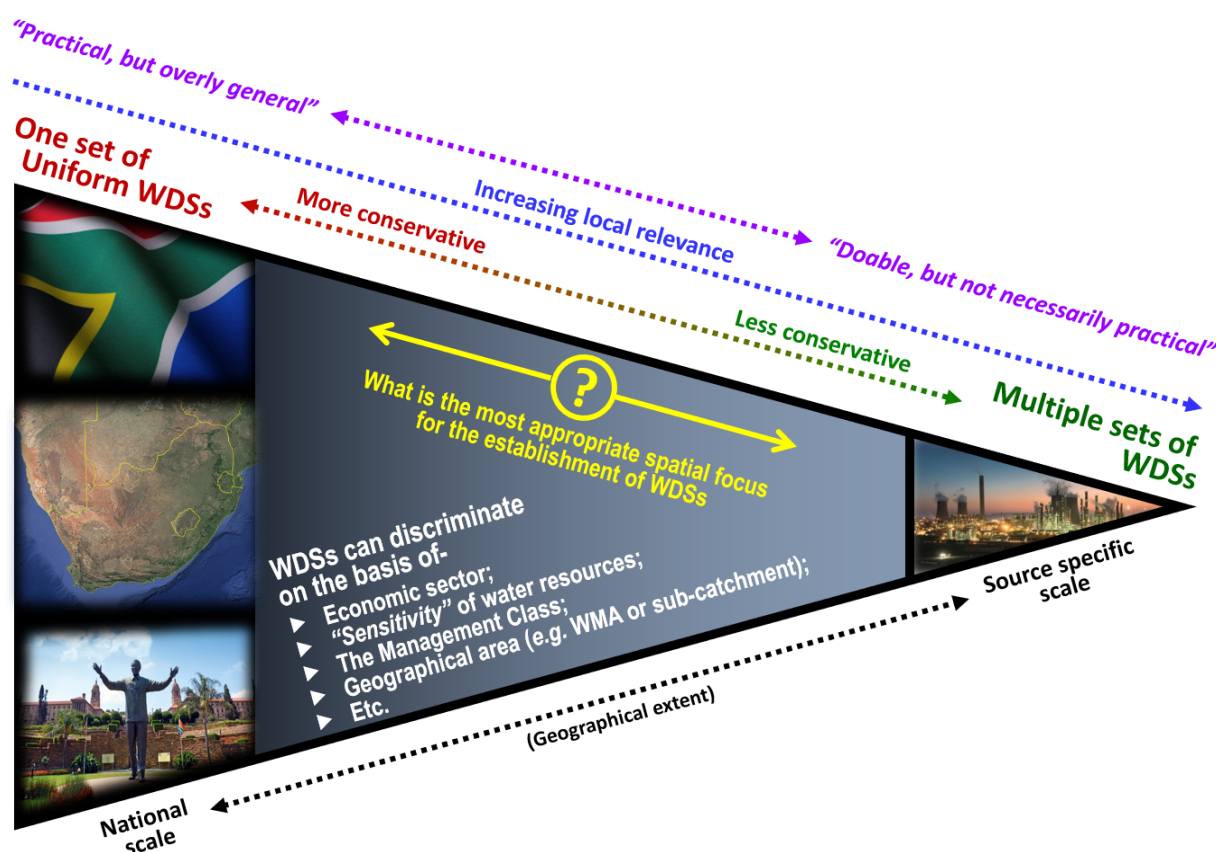 “Practical, but overly general”
One set of
Uniform WDSs
More conservative
Increasing local relevance
“Doable, but not necessarily practical”
Less conservative
Multiple sets of
WDSs
?
What is the most appropriate spatial focus
for the establishment of WDSs
WDSs can discriminate
on the basis of-
► Economic sector;
► “Sensitivity” of water resources;
► The Management Class;
► Geographical area (e.g. WMA or sub-catchment);
► Etc.
Source specific
scale
(Geographical extent)
National
scale